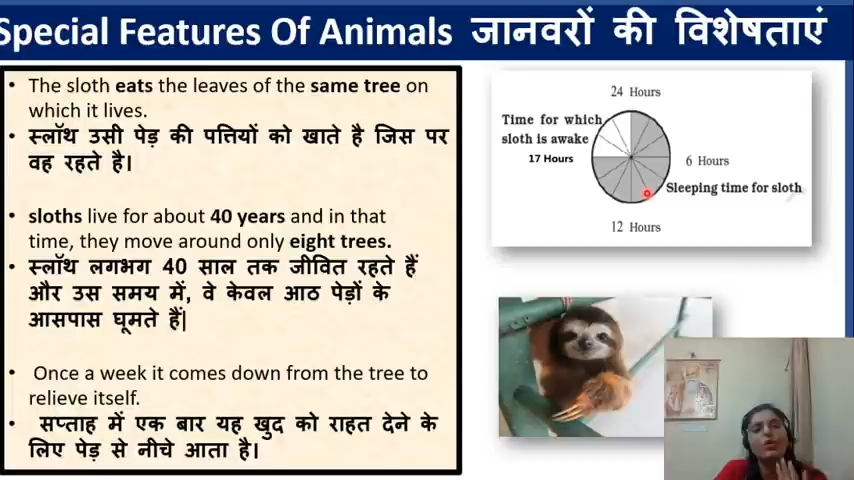 Special Features Of Animals जानवरों की विशेषताएं
• The sloth eats the leaves of the same tree on
which it lives.
• स्लॉथ उसी पेड़ की पत्तियों को खाते है जिस पर
वह रहते है।
• sloths live for about 40 years and in that
time, they move around only eight trees.
• स्लॉथ लगभग 40 साल तक जीवित रहते हैं
और उस समय में, वे केवल आठ पेड़ों के
आसपास घूमते हैं|
• Once a week it comes down from the tree to
relieve itself.
• सप्ताह में एक बार यह खुद को राहत देने के
लिए पेड़ से नीचे आता है।
24 Hours
Time for which
sloth is awake
17 Hours
6 Hours
Sleeping time for sloth
12 Hours